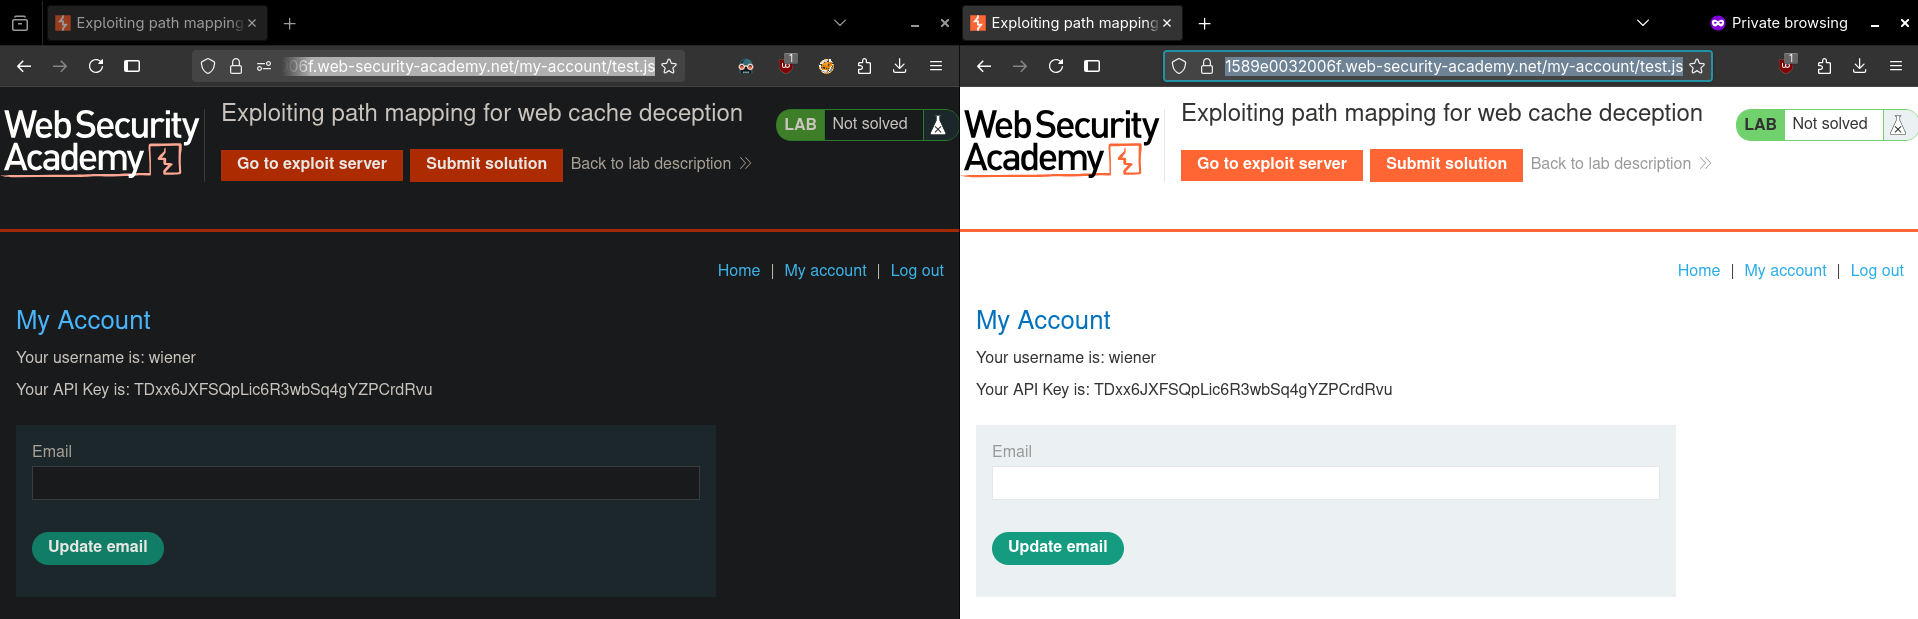 Exploiting path mapping
06f.web-security-academy.net/my-account/test.js
1
Web Security
Academy
Exploiting path mapping for web cache deception
LAB Not solved
Go to exploit server Submit solution Back to lab description
Home | My account | Log out
My Account
Your username is: wiener
Your API Key is: TDxx6JXFSQpLic6R3wbSq4gYZPCrdRvu
Email
Update email
Exploiting path mapping Private browsing
1589e0032006f.web-security-academy.net/my-account/test.js
1
Web Security
Academy
Exploiting path mapping for web cache deception
LAB Not solved
Go to exploit server Submit solution Back to lab description
Home | My account | Log out
My Account
Your username is: wiener
Your API Key is: TDxx6JXFSQpLic6R3wbSq4gYZPCrdRvu
Email
Update email